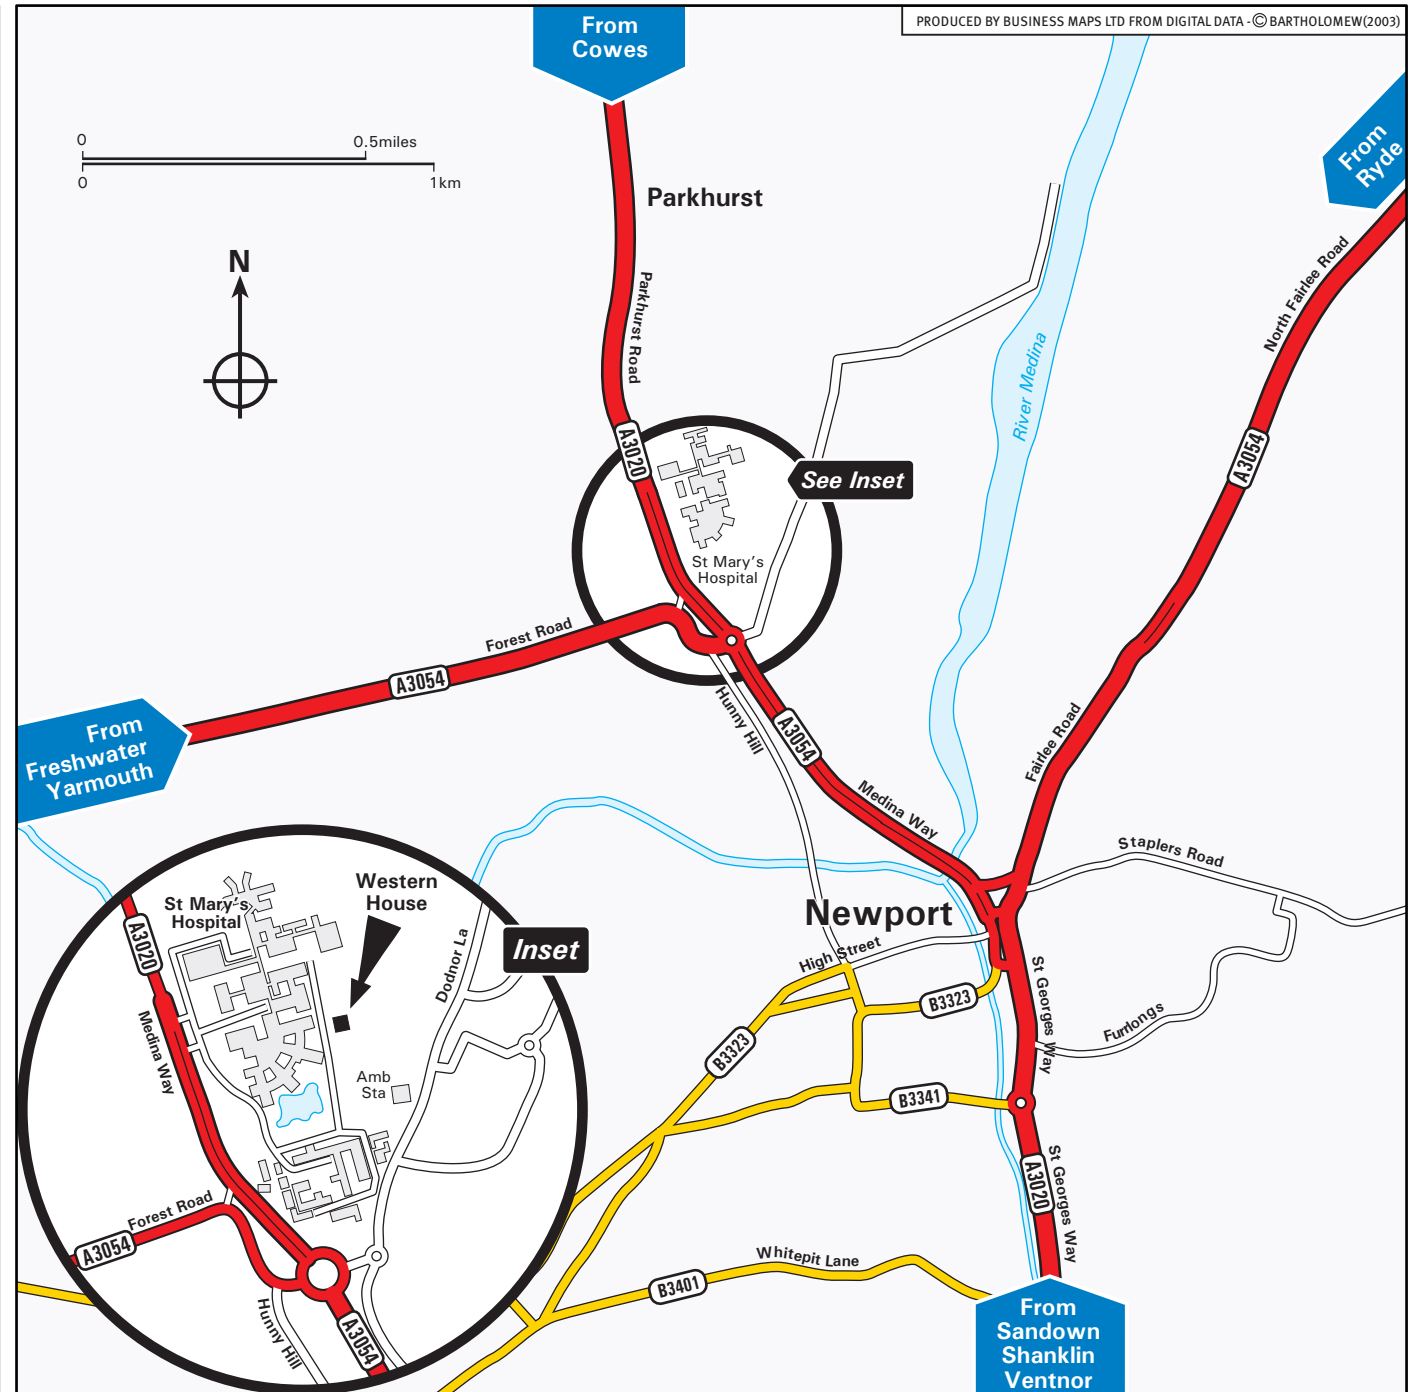 PRODUCED BY BUSINESS MAPS LTD FROM DIGITAL DATA - © BARTHOLOMEW(2003)
From
Cowes
From
Ryde
0
0.5miles
0
1km
N
Parkhurst
Parkhurst Road
North Fairlee Road
River Medina
A3020
A3054
See Inset
St Mary's
Hospital
Forest Road
A3054
Hunny Hill
A3054
From
Freshwater
Yarmouth
Fairlee Road
Medina Way
Staplers Road
Newport
High Street
B3323
B3323
St Georges Way
Furrlongs
B3341
A3020
St Georges Way
Whitepit Lane
B3401
From
Sandown
Shanklin
Ventnor
Inset
St Mary's
Hospital
Western
House
A3020
Dodnor La
Medina Way
Amb
Sta
Forest Road
A3054
Hunny Hill
A3054